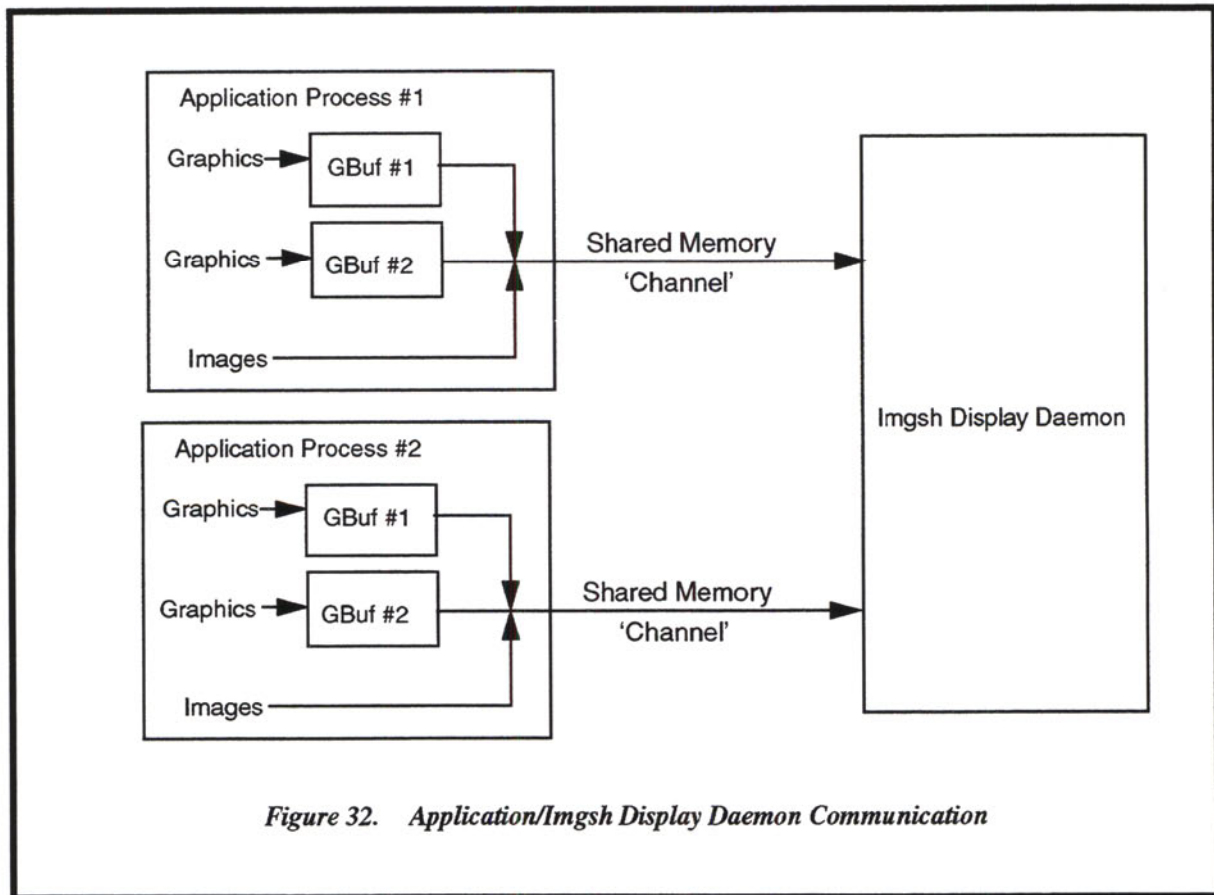 Application Process #1
Graphics
GBuf #1
Graphics
GBuf #2
Images
Shared Memory
‘Channel’
Application Process #2
Graphics
GBuf #1
Graphics
GBuf #2
Images
Shared Memory
‘Channel’
Imgsh Display Daemon
Figure 32. Application/Imgsh Display Daemon Communication